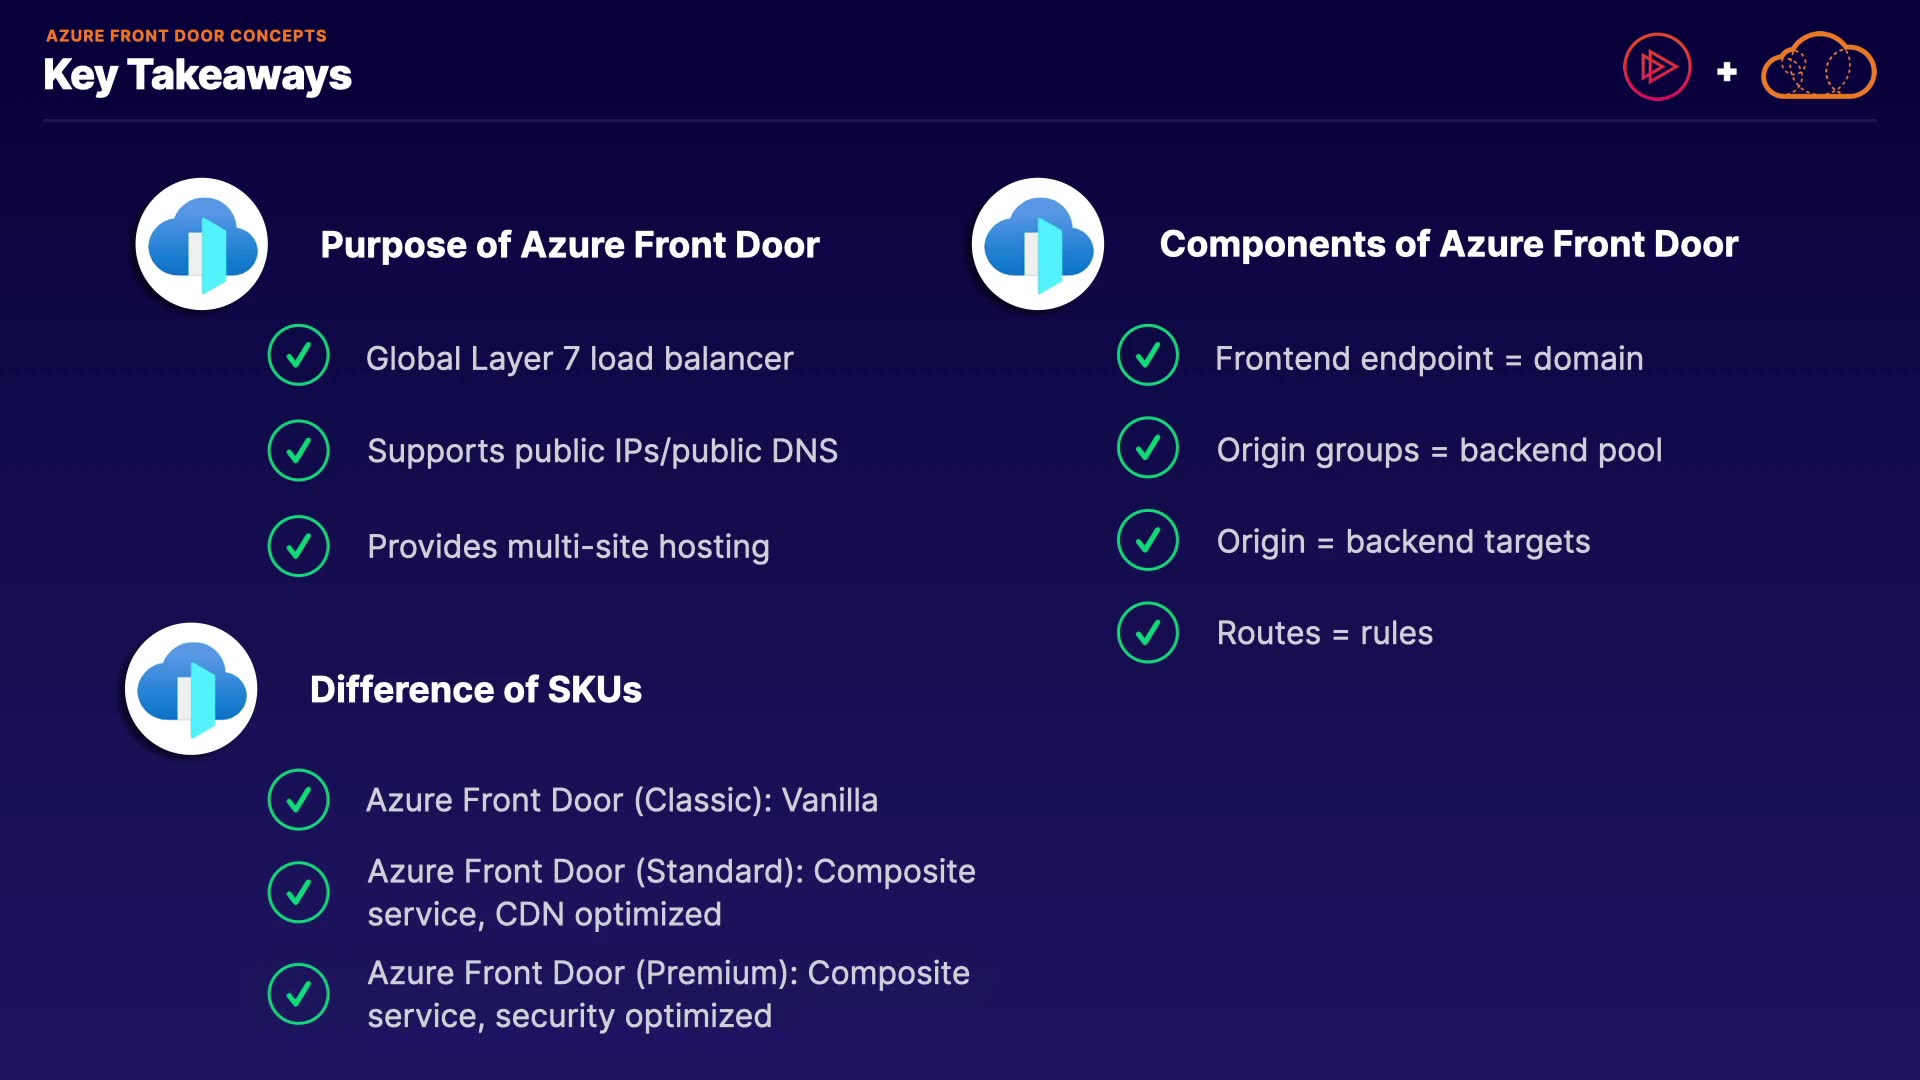 AZURE FRONT DOOR CONCEPTS
Key Takeaways
+
Purpose of Azure Front Door
Global Layer 7 load balancer
Supports public IPs/public DNS
Provides multi-site hosting
Difference of SKUs
Azure Front Door (Classic): Vanilla
Azure Front Door (Standard): Composite
service, CDN optimized
Azure Front Door (Premium): Composite
service, security optimized
Components of Azure Front Door
Frontend endpoint = domain
Origin groups = backend pool
Origin = backend targets
Routes = rules